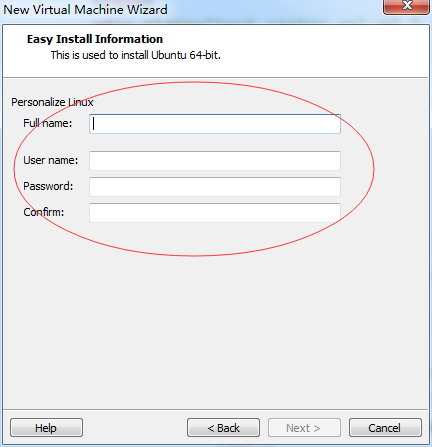 New Virtual Machine Wizard
Easy Install Information
This is used to install Ubuntu 64-bit.
Personalize Linux
Full name:
User name:
Password:
Confirm:
Help
< Back
Next >
Cancel